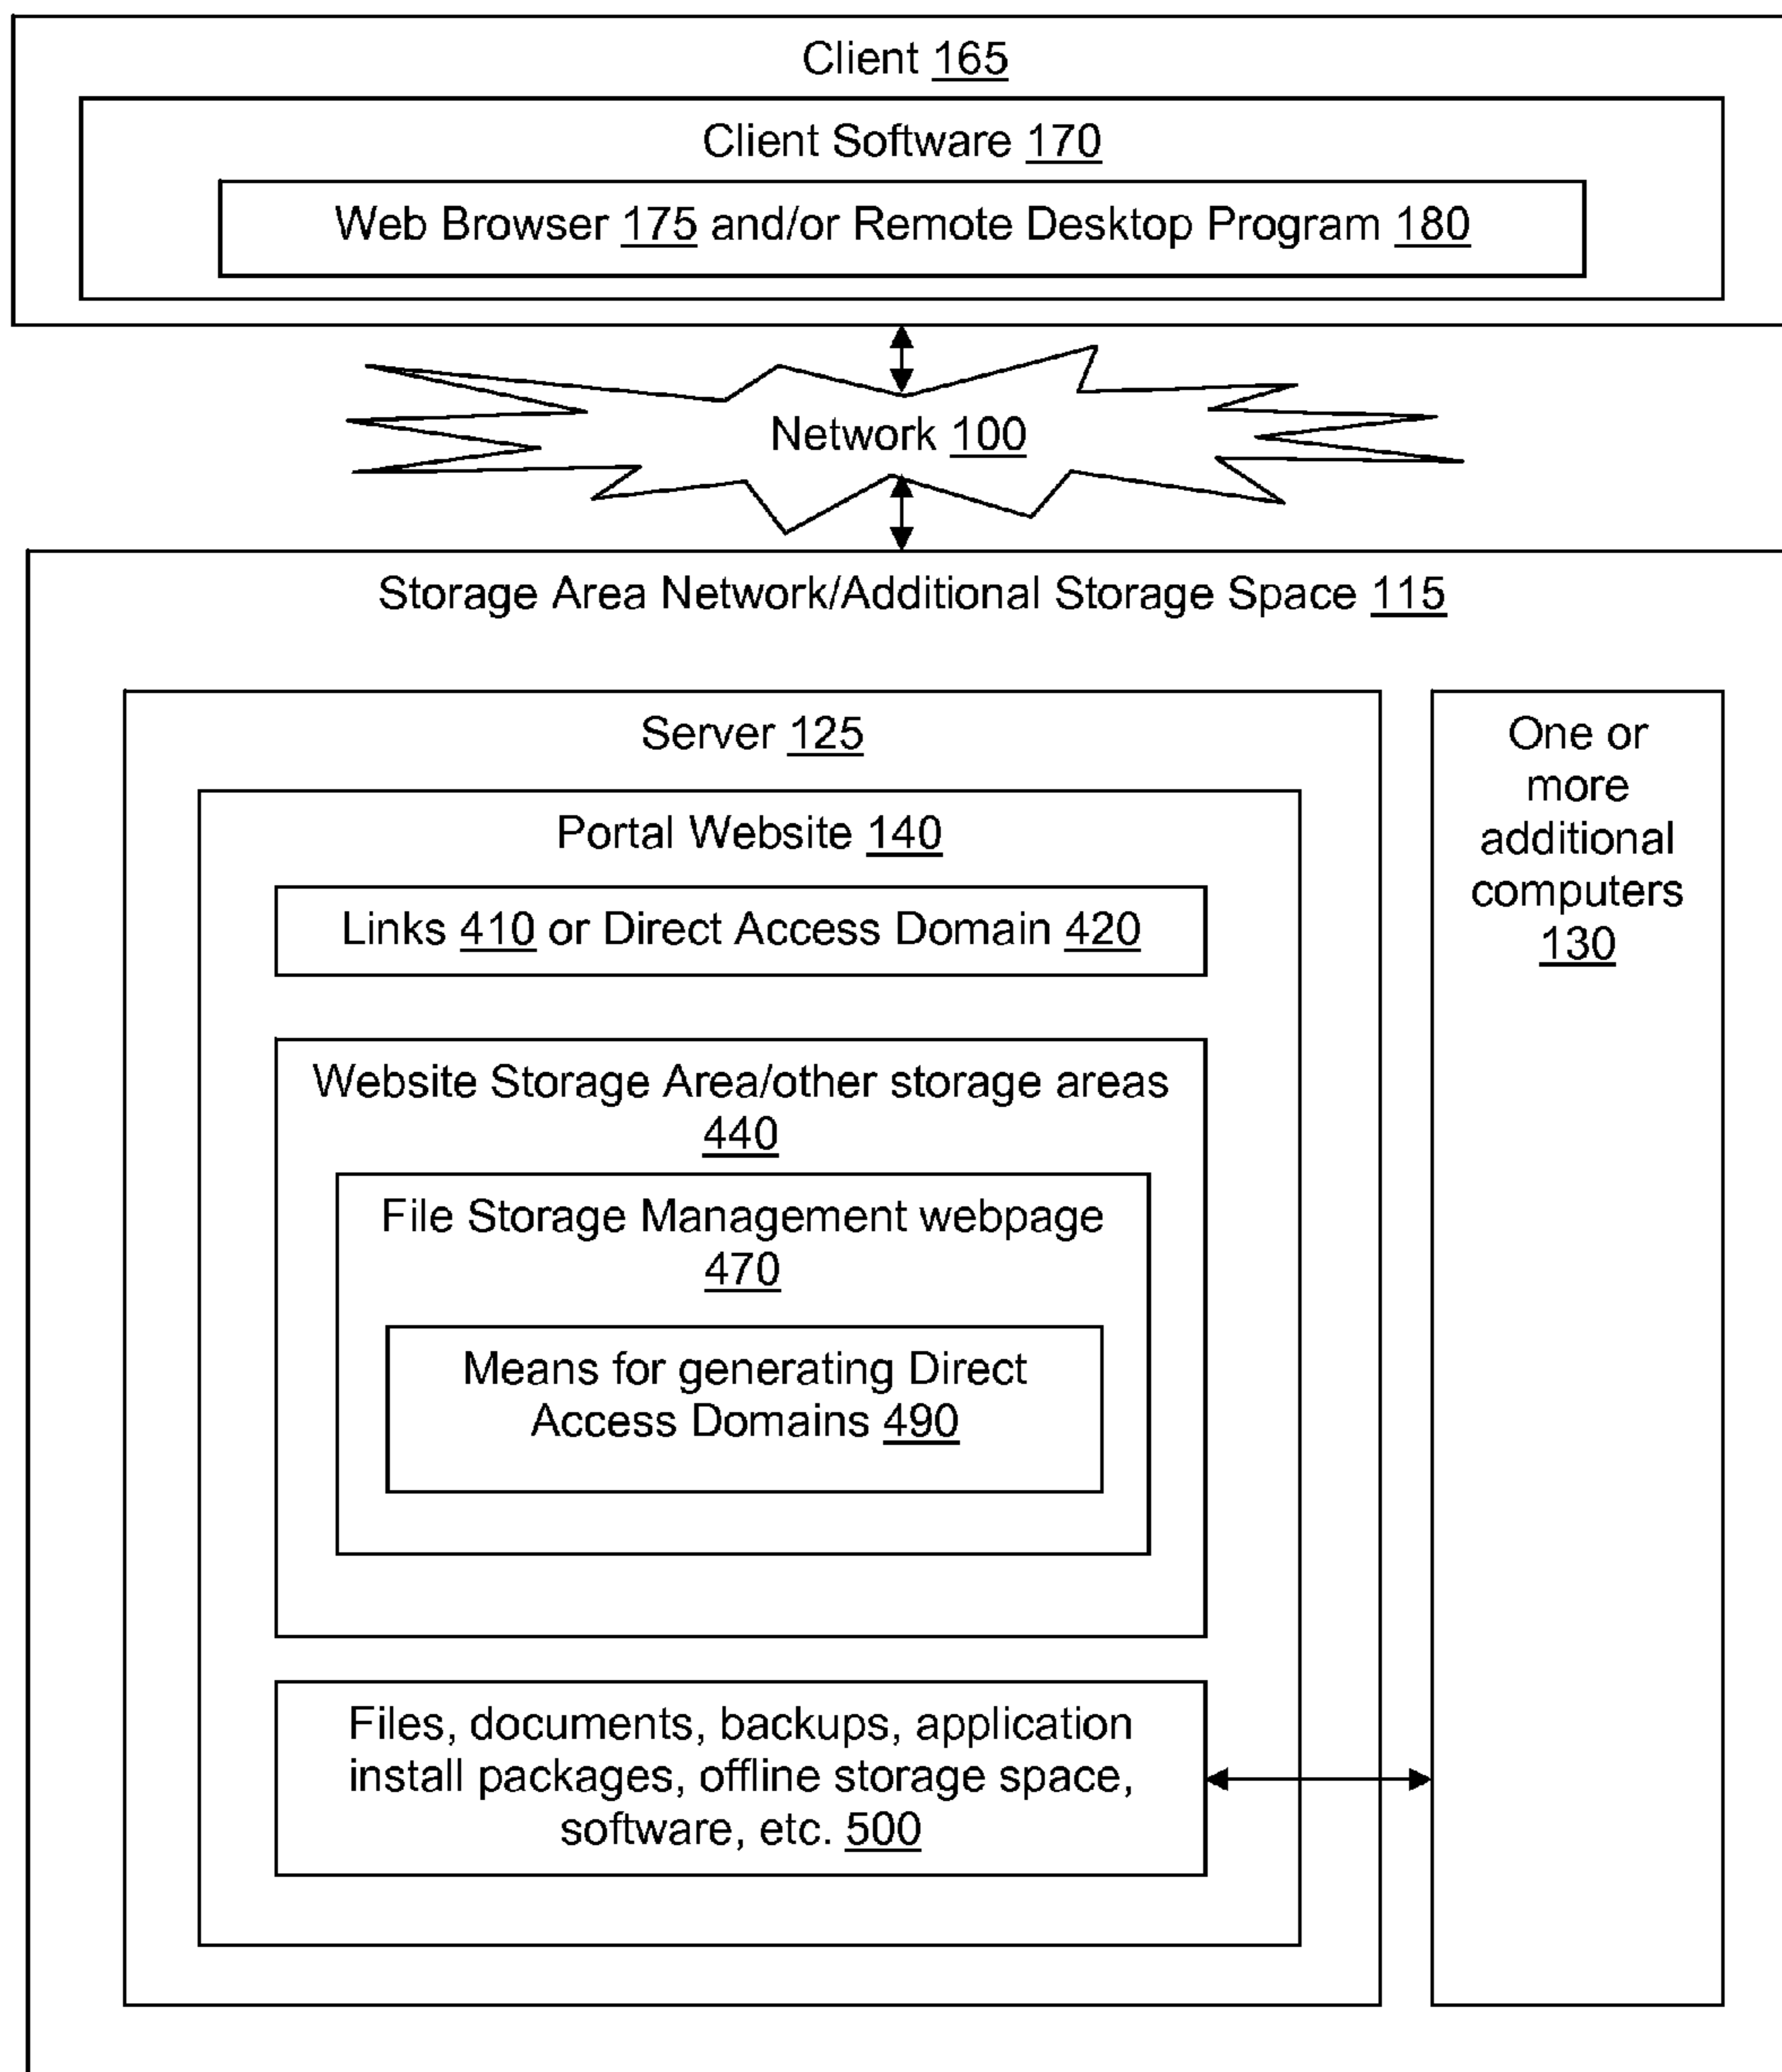 Client 165
Client Software 170
Web Browser 175 and/or Remote Desktop Program 180
Network 100
Storage Area Network/Additional Storage Space 115
Server 125
Portal Website 140
Links 410 or Direct Access Domain 420
Website Storage Area/other storage areas
440
File Storage Management webpage
470
Means for generating Direct
Access Domains 490
Files, documents, backups, application
install packages, offline storage space,
software, etc. 500
One or
more
additional
computers
130